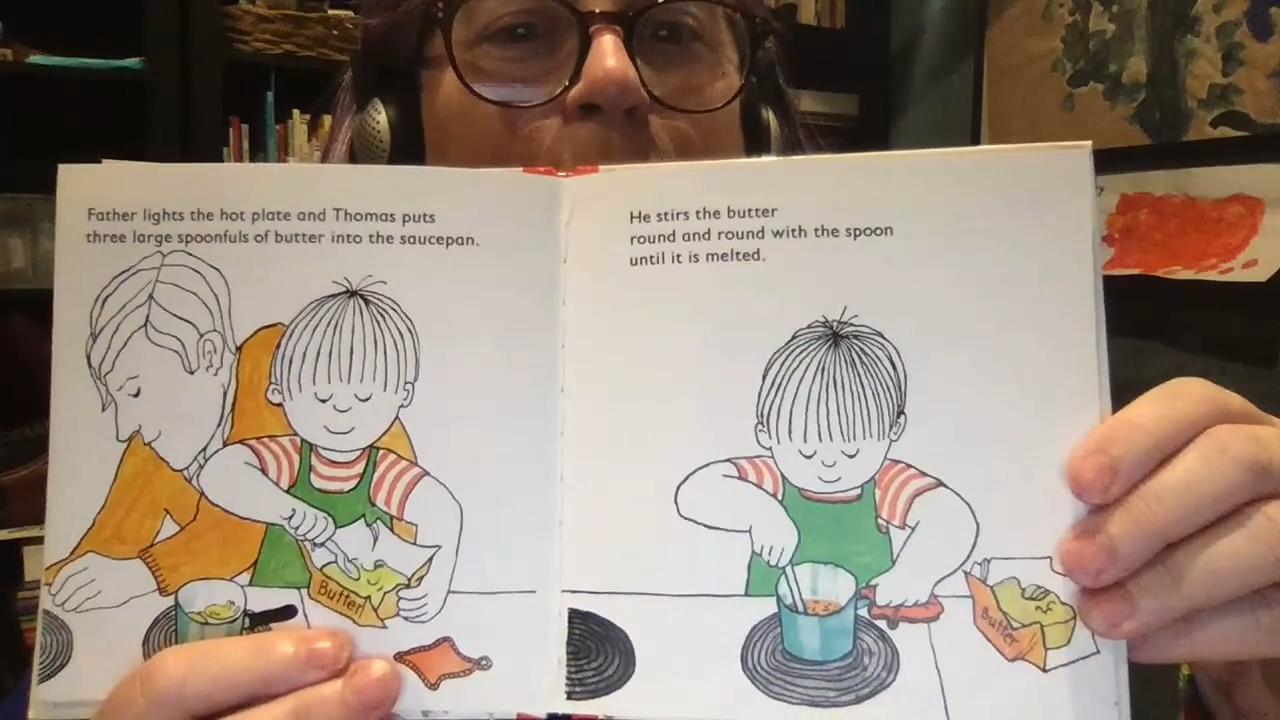 Father lights the hot plate and Thomas puts
three large spoonfuls of butter into the saucepan.
Butter
He stirs the butter
round and round with the spoon
until it is melted.
Butter